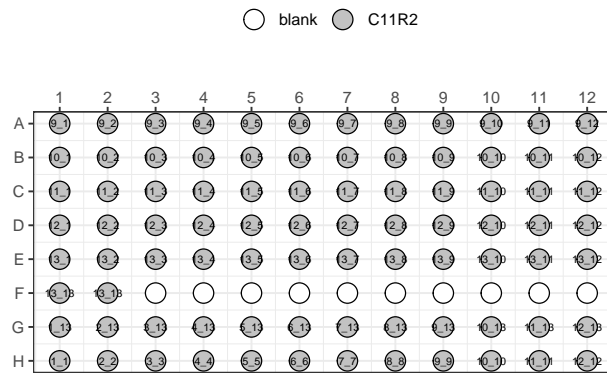 blank C11R2
1 2 3 4 5 6 7 8 9 10 11 12
A 9_1 9_2 9_3 9_4 9_5 9_6 9_7 9_8 9_9 9_10 9_11 9_12
B 10_1 10_2 10_3 10_4 10_5 10_6 10_7 10_8 10_9 10_10 10_11 10_12
C 11_1 11_2 11_3 11_4 11_5 11_6 11_7 11_8 11_9 11_10 11_11 11_12
D 12_1 12_2 12_3 12_4 12_5 12_6 12_7 12_8 12_9 12_10 12_11 12_12
E 13_1 13_2 13_3 13_4 13_5 13_6 13_7 13_8 13_9 13_10 13_11 13_12
F 13_13 13_13
G 1_13 2_13 3_13 4_13 5_13 6_13 7_13 8_13 9_13 10_13 11_13 12_13
H 1_1 2_2 3_3 4_4 5_5 6_6 7_7 8_8 9_9 10_10 11_11 12_12